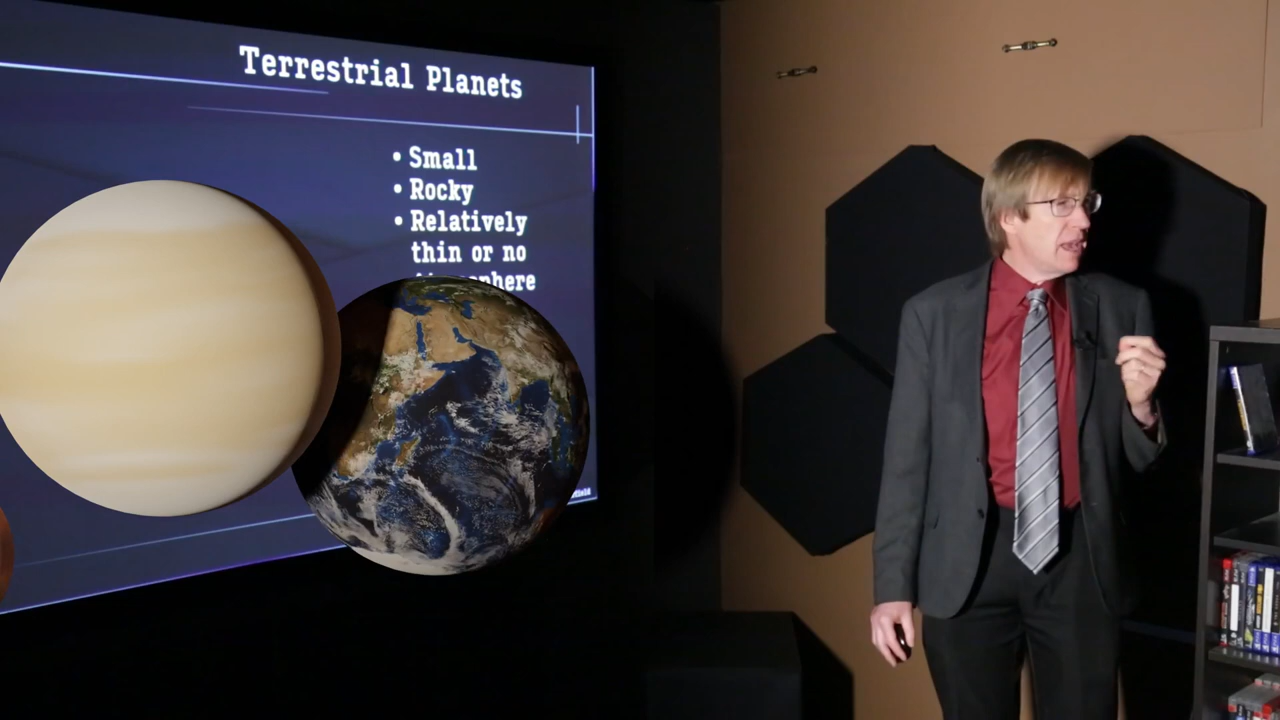 Terrestrial Planets
• Small
• Rocky
• Relatively
thin or no